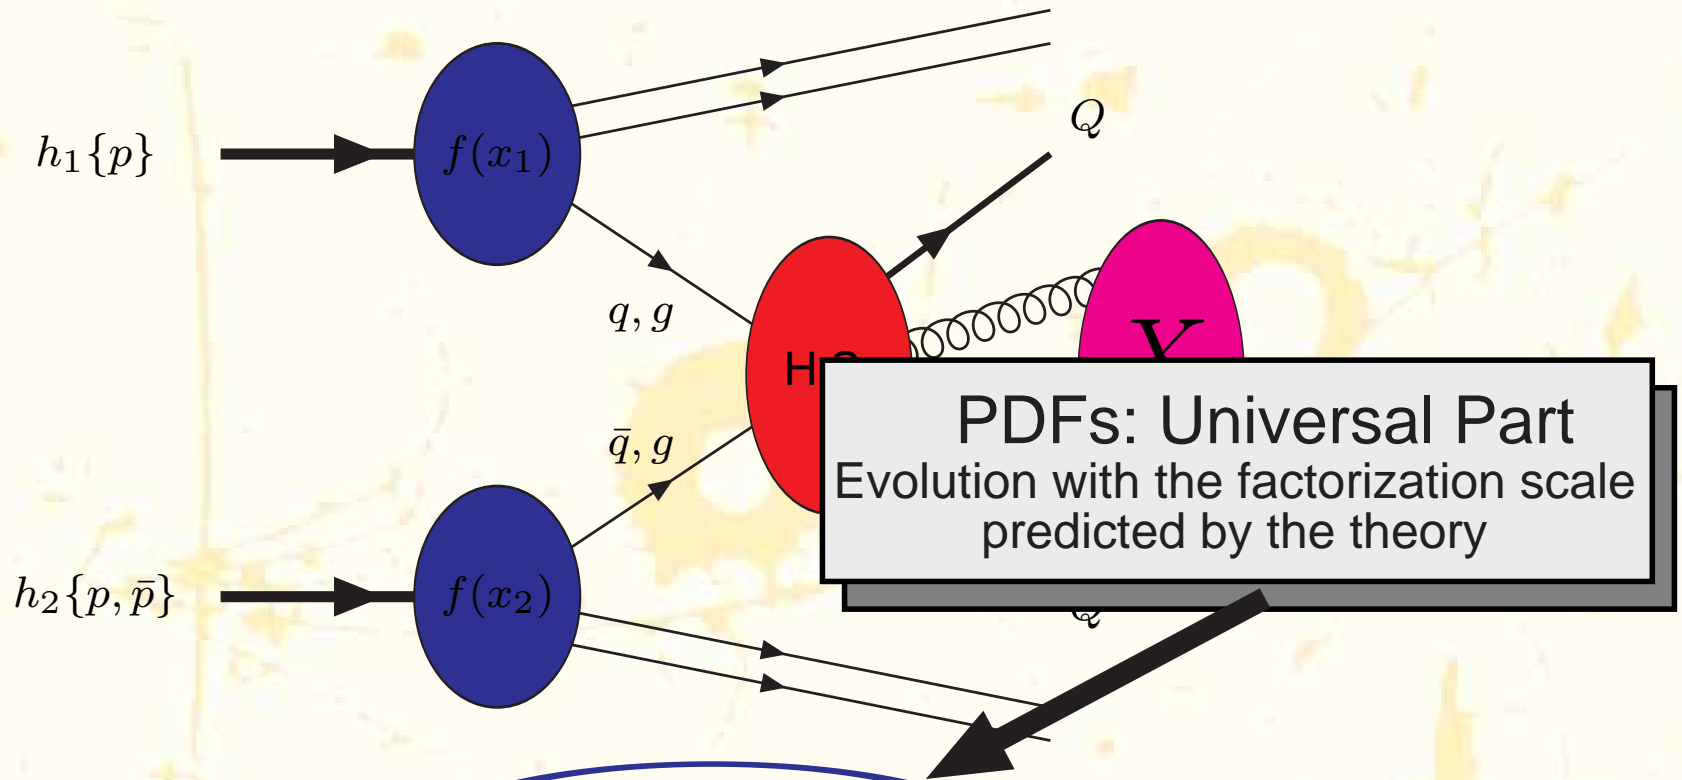 Q
h₁{p}
f(x₁)
q, g
X
H
PDFs: Universal Part
Evolution with the factorization scale
predicted by the theory
q̄, g
h₂{p, p̄}
f(x₂)